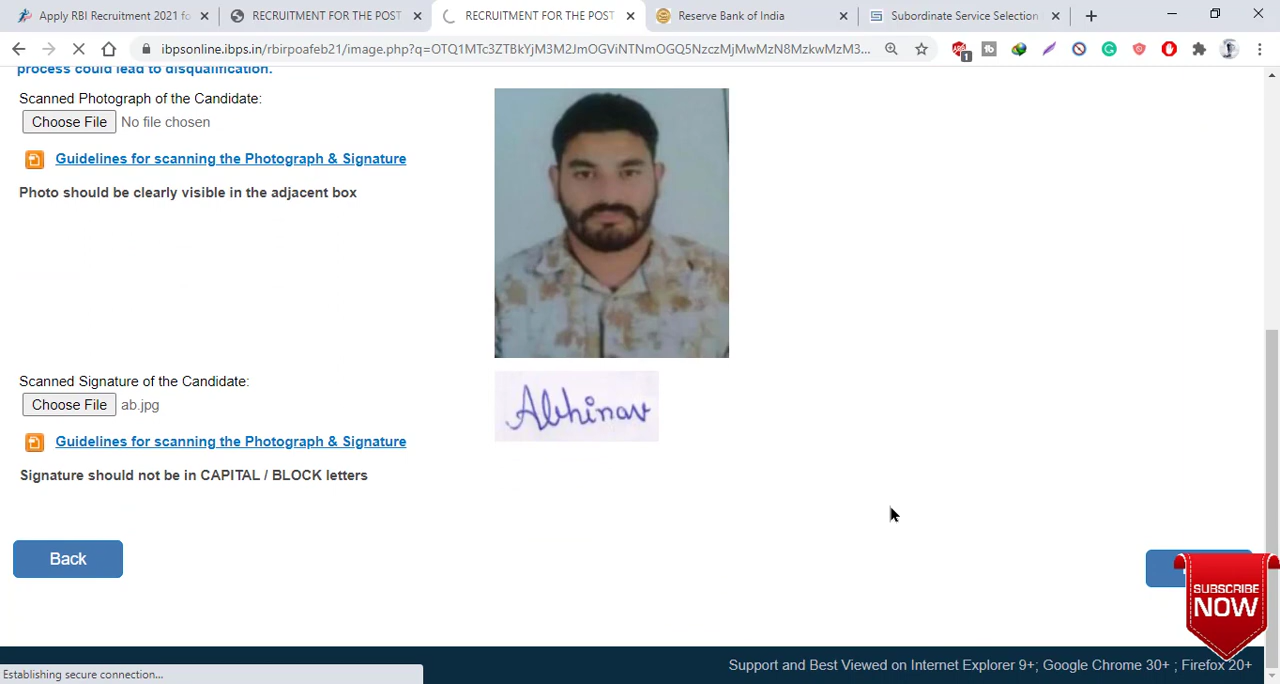 Apply RBI Recruitment 2021 fo
RECRUITMENT FOR THE POST
RECRUITMENT FOR THE POST
Reserve Bank of India
Subordinate Service Selection
ibpsonline.ibps.in/rbirpoafeb21/image.php?q=OTQ1MTc3ZTBkYjM3M2JmOGViNTNmOGQ5NzczMjMwMzN8MzkwMzM3...
1
process could lead to disqualification.
Scanned Photograph of the Candidate:
Choose File No file chosen
Guidelines for scanning the Photograph & Signature
Photo should be clearly visible in the adjacent box
Scanned Signature of the Candidate:
Choose File ab.jpg
Abhinav
Guidelines for scanning the Photograph & Signature
Signature should not be in CAPITAL / BLOCK letters
Back
SUBSCRIBE
NOW
Support and Best Viewed on Internet Explorer 9+; Google Chrome 30+ ; Firefox 20+
Establishing secure connection...